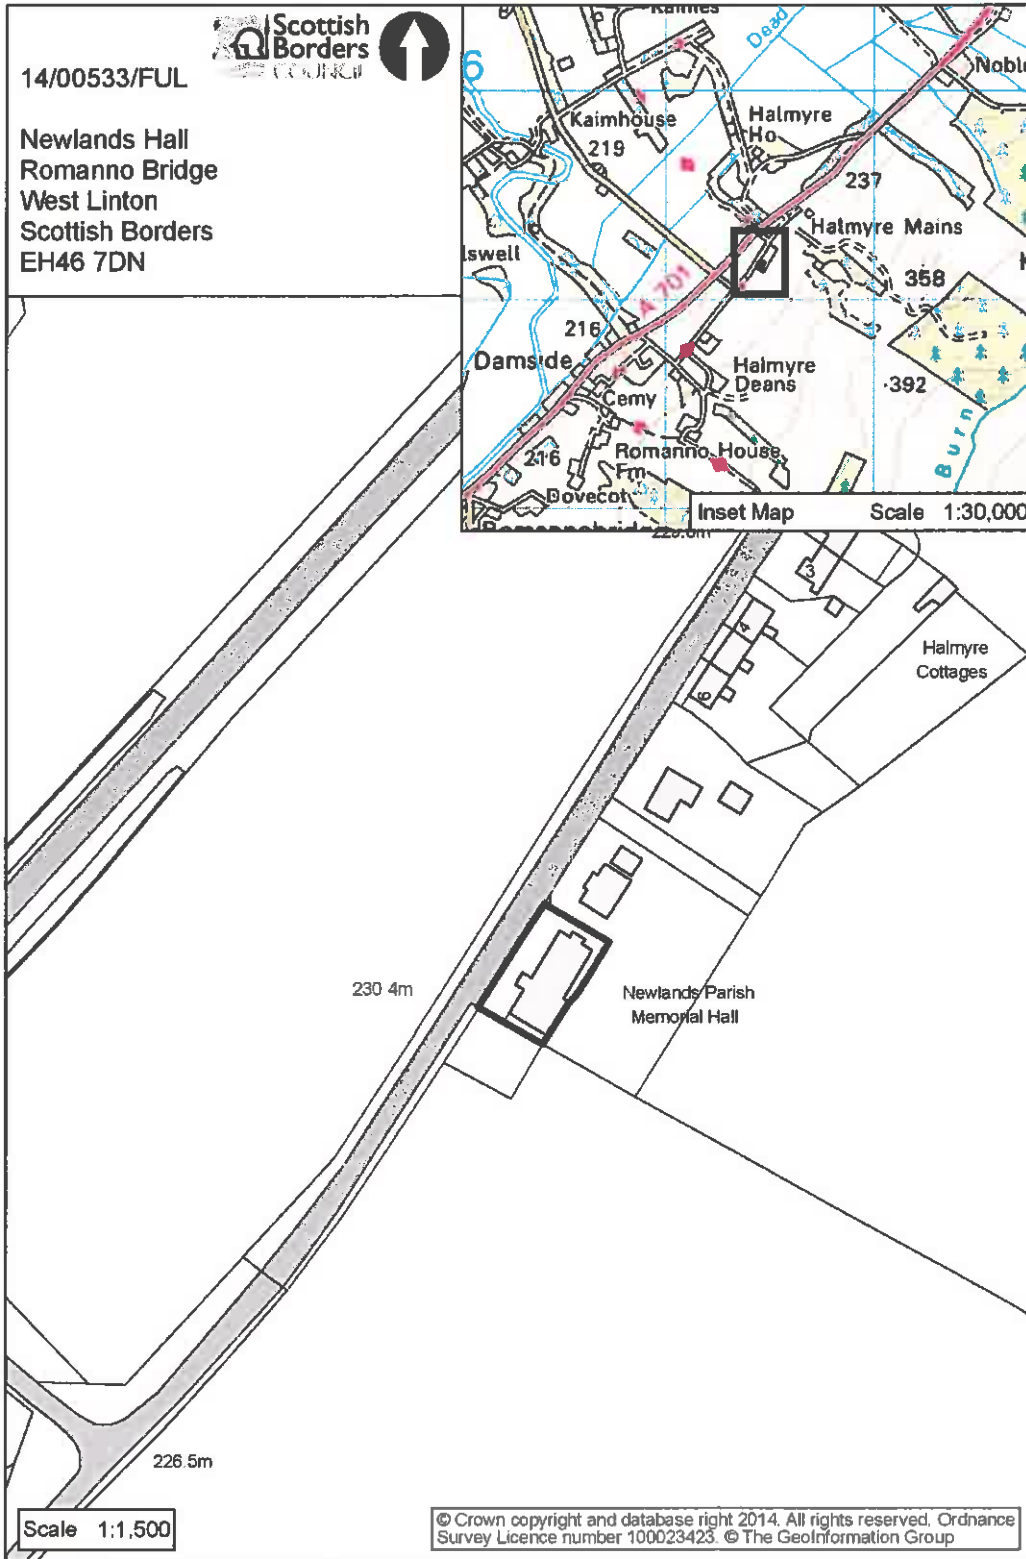 Scottish
Borders
COUNCIL
14/00533/FUL
Newlands Hall
Romanno Bridge
West Linton
Scottish Borders
EH46 7DN
6
Dead
Kaimhouse
219
Halmyre
Ho
237
Halmyre Mains
358
A 701
216
Damside
Halmyre
Deans
392
Cemy
Romanno House
Fm
216
Dovecot
Burn
Inset Map Scale 1:30,000
3
4
6
Halmyre
Cottages
230.4m
Newlands Parish
Memorial Hall
226.5m
Scale 1:1,500
© Crown copyright and database right 2014. All rights reserved. Ordnance
Survey Licence number 100023423. © The GeoInformation Group